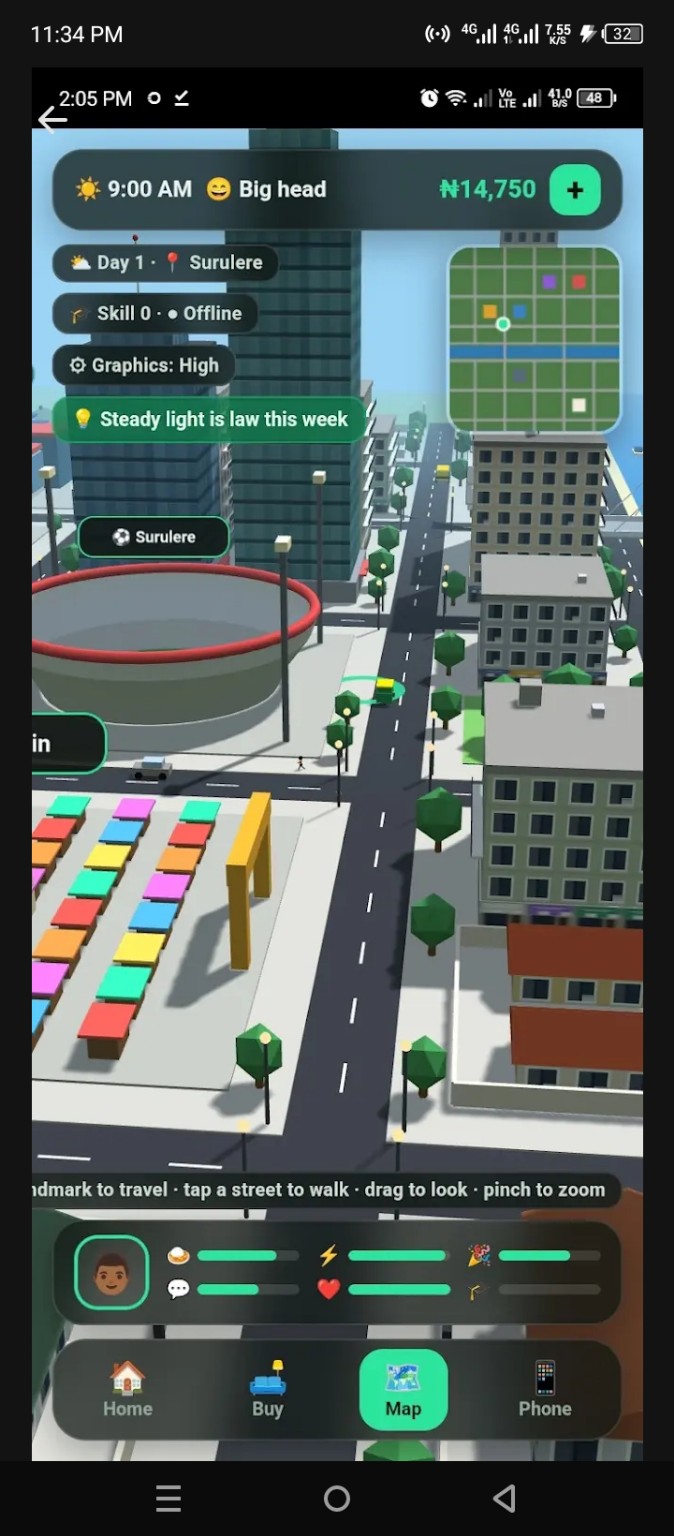 11:34 PM
4G 4G 7.55 K/S 32
2:05 PM
Vo LTE 41.0 B/S 48
9:00 AM Big head ₦14,750 +
Day 1 · Surulere
Skill 0 · ● Offline
Graphics: High
Steady light is law this week
Surulere
in
ndmark to travel · tap a street to walk · drag to look · pinch to zoom
Home Buy Map Phone